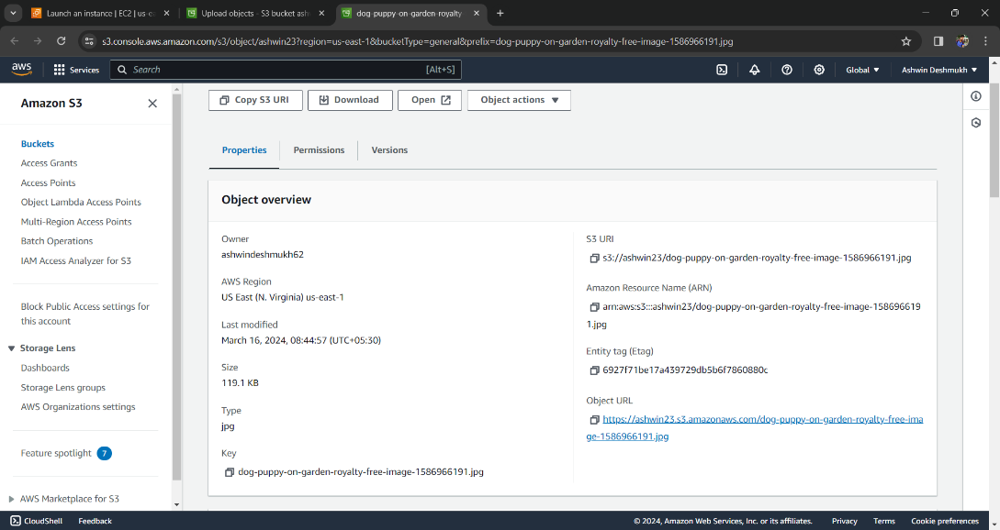 Launch an instance | EC2 | us-e
Upload objects - S3 bucket ash
dog-puppy-on-garden-royalty
s3.console.aws.amazon.com/s3/object/ashwin23?region=us-east-1&bucketType=general&prefix=dog-puppy-on-garden-royalty-free-image-1586966191.jpg
aws
Services
Search
[Alt+S]
Global
Ashwin Deshmukh
Amazon S3
Buckets
Access Grants
Access Points
Object Lambda Access Points
Multi-Region Access Points
Batch Operations
IAM Access Analyzer for S3
Block Public Access settings for
this account
Storage Lens
Dashboards
Storage Lens groups
AWS Organizations settings
Feature spotlight 7
AWS Marketplace for S3
Copy S3 URI
Download
Open
Object actions
Properties
Permissions
Versions
Object overview
Owner
ashwindeshmukh62
AWS Region
US East (N. Virginia) us-east-1
Last modified
March 16, 2024, 08:44:57 (UTC+05:30)
Size
119.1 KB
Type
jpg
Key
dog-puppy-on-garden-royalty-free-image-1586966191.jpg
S3 URI
s3://ashwin23/dog-puppy-on-garden-royalty-free-image-1586966191.jpg
Amazon Resource Name (ARN)
arn:aws:s3:::ashwin23/dog-puppy-on-garden-royalty-free-image-158696619
1.jpg
Entity tag (Etag)
6927f71be17a439729db5b6f7860880c
Object URL
https://ashwin23.s3.amazonaws.com/dog-puppy-on-garden-royalty-free-ima
ge-1586966191.jpg
CloudShell
Feedback
© 2024, Amazon Web Services, Inc. or its affiliates.
Privacy
Terms
Cookie preferences